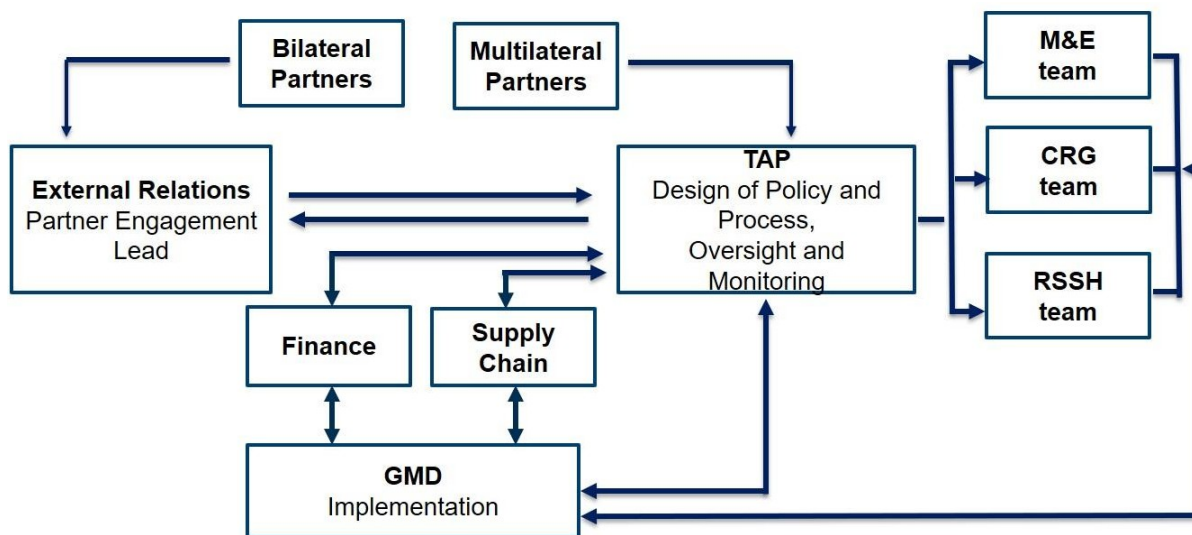 Bilateral
Partners
Multilateral
Partners
M&E
team
External Relations
Partner Engagement
Lead
TAP
Design of Policy and
Process,
Oversight and
Monitoring
CRG
team
RSSH
team
Finance
Supply
Chain
GMD
Implementation